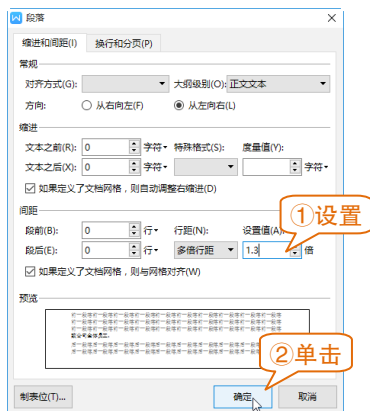 段落
缩进和间距(I) 换行和分页(P)
常规
对齐方式(G): 大纲级别(O): 正文文本
方向: 从右向左(F) 从左向右(L)
缩进
文本之前(R): 0 字符 特殊格式(S): 度量值(Y):
文本之后(X): 0 字符 字符
如果定义了文档网格，则自动调整右缩进(D)
间距
①设置
段前(B): 0 行 行距(N): 设置值(A):
段后(E): 0 行 多倍行距 1.3 倍
如果定义了文档网格，则与网格对齐(W)
预览
②单击
制表位(T)... 确定 取消